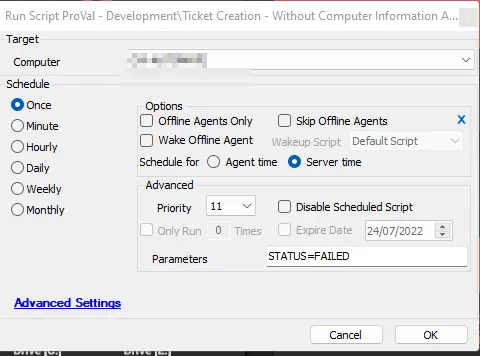 Run Script ProVal - Development\Ticket Creation - Without Computer Information A...
Target
Computer
Schedule
Once
Minute
Hourly
Daily
Weekly
Monthly
Options
Offline Agents Only
Skip Offline Agents
X
Wake Offline Agent
Wakeup Script
Default Script
Schedule for
Agent time
Server time
Advanced
Priority
11
Disable Scheduled Script
Only Run
0
Times
Expire Date
24/07/2022
Parameters
STATUS=FAILED
Advanced Settings
Cancel
OK